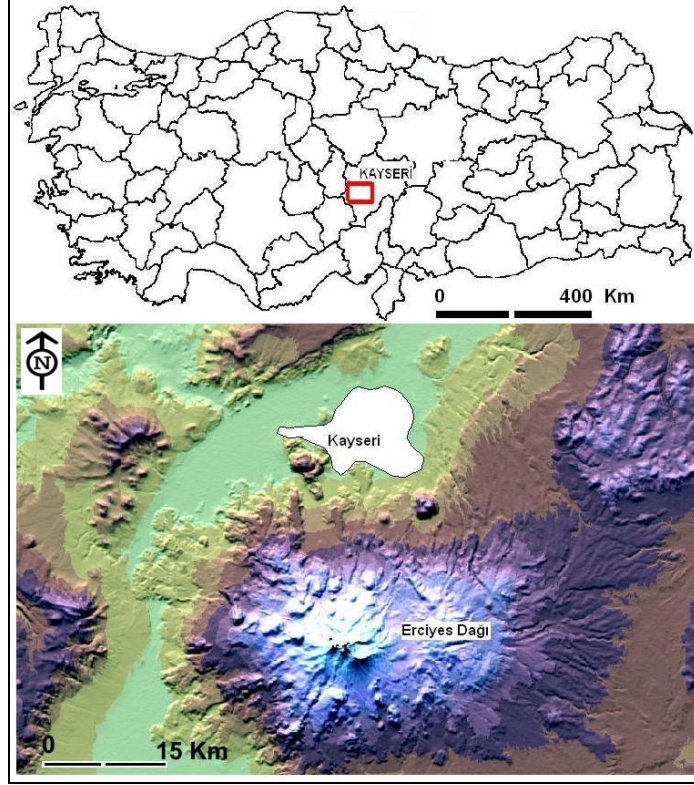 KAYSERİ
0 400 Km
N
Kayseri
Erciyes Dağı
0 15 Km